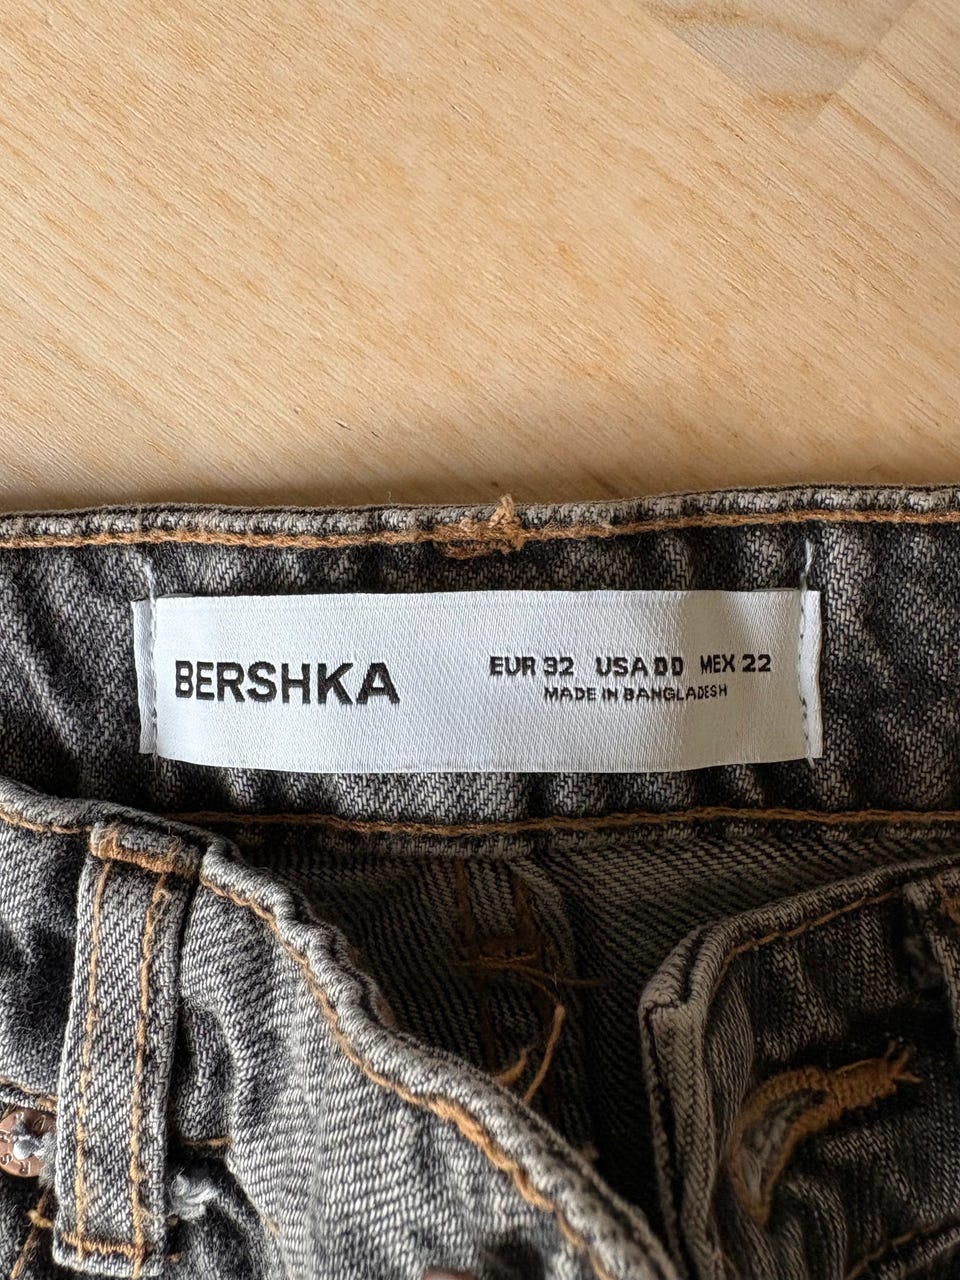 BERSHKA
EUR 32 USA 00 MEX 22
MADE IN BANGLADESH